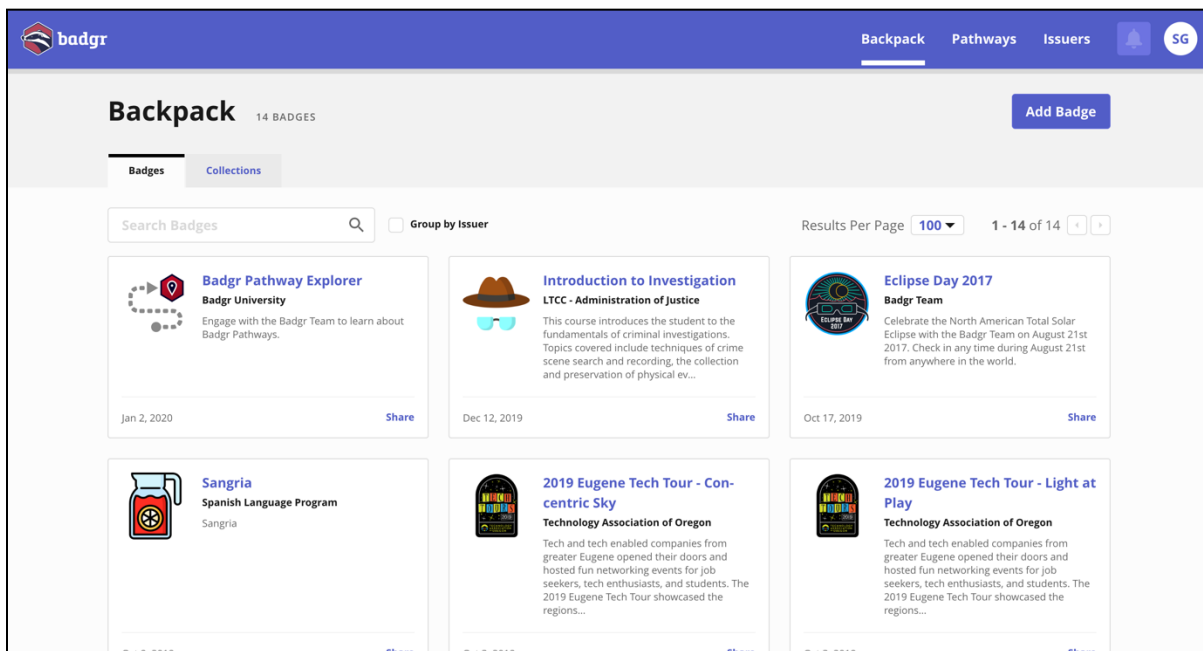 badgr
Backpack Pathways Issuers SG
Backpack 14 BADGES
Add Badge
Badges Collections
Search Badges
Group by Issuer
Results Per Page 100
1 - 14 of 14
Badgr Pathway Explorer
Badgr University
Engage with the Badgr Team to learn about
Badgr Pathways.
Jan 2, 2020 Share
Introduction to Investigation
LTCC - Administration of Justice
This course introduces the student to the
fundamentals of criminal investigations.
Topics covered include techniques of crime
scene search and recording, the collection
and preservation of physical ev...
Dec 12, 2019 Share
ECLIPSE DAY
2017
Eclipse Day 2017
Badgr Team
Celebrate the North American Total Solar
Eclipse with the Badgr Team on August 21st
2017. Check in any time during August 21st
from anywhere in the world.
Oct 17, 2019 Share
Sangria
Spanish Language Program
Sangria
TECH
TOURS
2019
2019 Eugene Tech Tour - Con-
centric Sky
Technology Association of Oregon
Tech and tech enabled companies from
greater Eugene opened their doors and
hosted fun networking events for job
seekers, tech enthusiasts, and students. The
2019 Eugene Tech Tour showcased the
regions...
TECH
TOURS
2019
2019 Eugene Tech Tour - Light at
Play
Technology Association of Oregon
Tech and tech enabled companies from
greater Eugene opened their doors and
hosted fun networking events for job
seekers, tech enthusiasts, and students. The
2019 Eugene Tech Tour showcased the
regions...